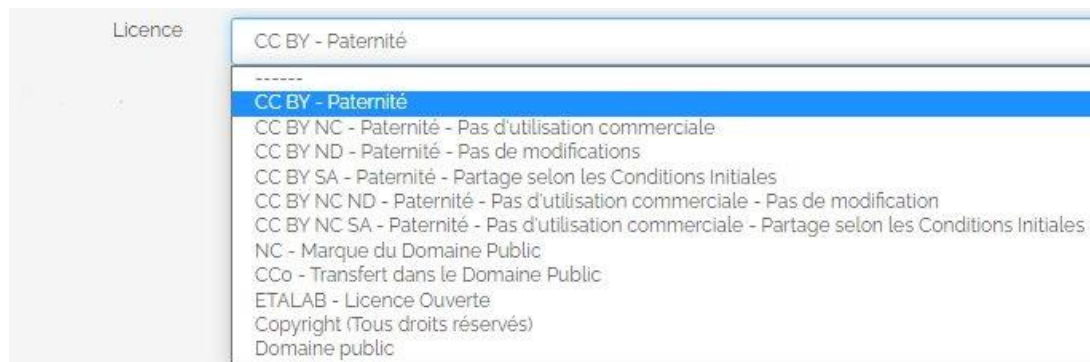 Licence
CC BY - Paternité
------
CC BY - Paternité
CC BY NC - Paternité - Pas d'utilisation commerciale
CC BY ND - Paternité - Pas de modifications
CC BY SA - Paternité - Partage selon les Conditions Initiales
CC BY NC ND - Paternité - Pas d'utilisation commerciale - Pas de modification
CC BY NC SA - Paternité - Pas d'utilisation commerciale - Partage selon les Conditions Initiales
NC - Marque du Domaine Public
CC0 - Transfert dans le Domaine Public
ETALAB - Licence Ouverte
Copyright (Tous droits réservés)
Domaine public